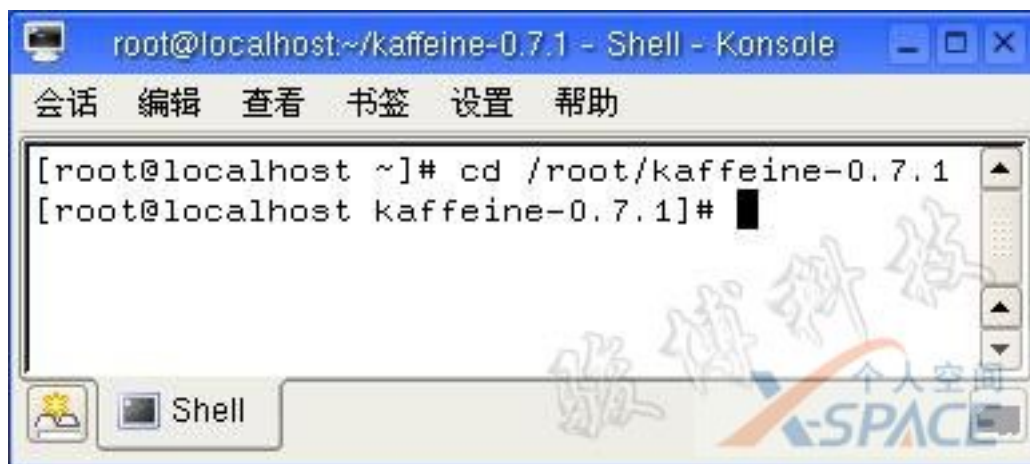 root@localhost:~/kaffeine-0.7.1 - Shell - Konsole
会话 编辑 查看 书签 设置 帮助
[root@localhost ~]# cd /root/kaffeine-0.7.1
[root@localhost kaffeine-0.7.1]#
Shell
个人空间
X-SPACE